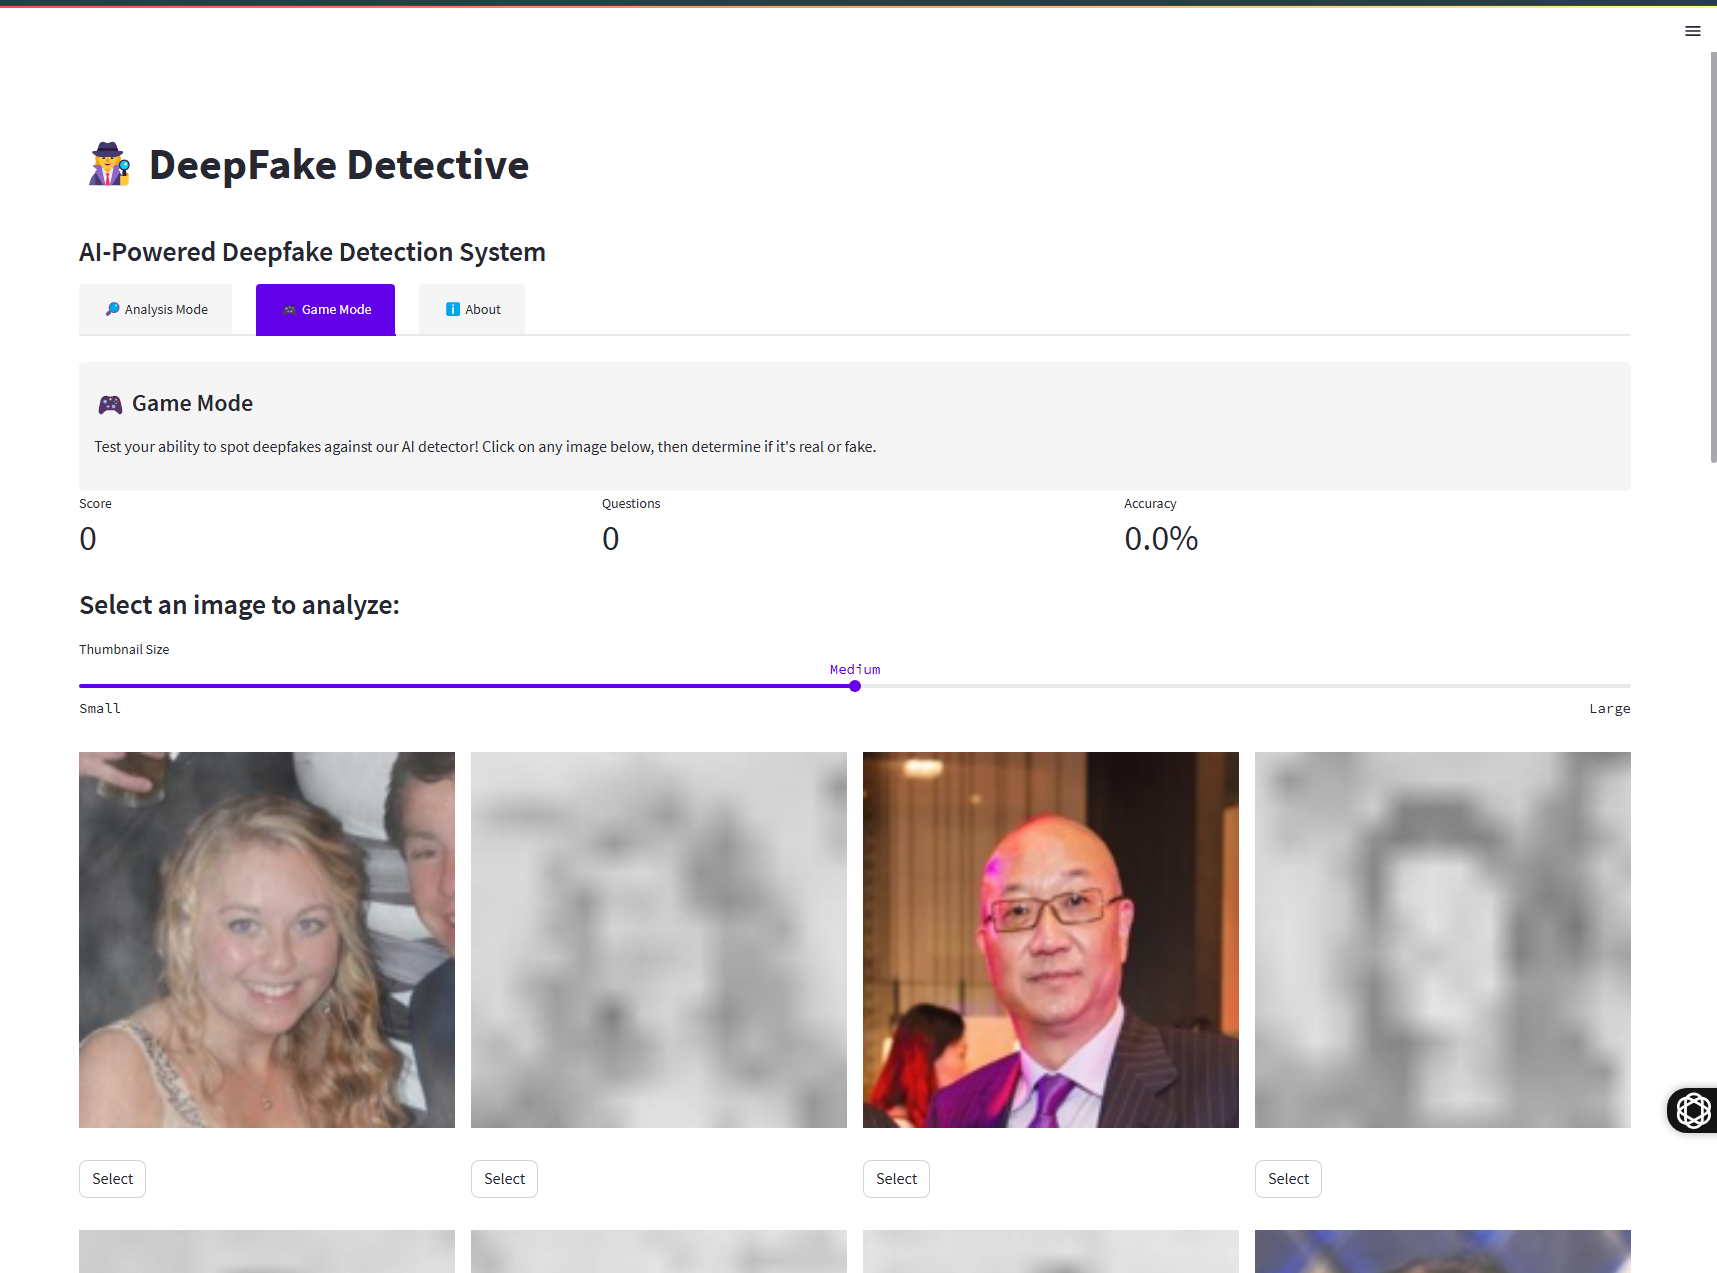 DeepFake Detective
AI-Powered Deepfake Detection System
Analysis Mode
Game Mode
About
Game Mode
Test your ability to spot deepfakes against our AI detector! Click on any image below, then determine if it's real or fake.
Score
Questions
Accuracy
0
0
0.0%
Select an image to analyze:
Thumbnail Size
Medium
Small
Large
Select
Select
Select
Select